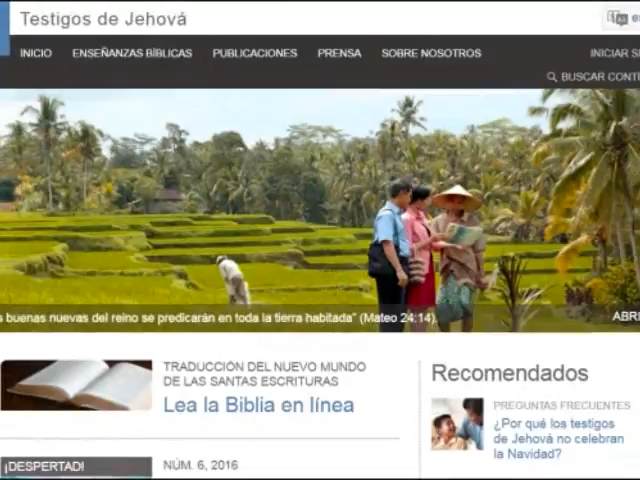 Testigos de Jehová
INICIO ENSEÑANZAS BÍBLICAS PUBLICACIONES PRENSA SOBRE NOSOTROS INICIAR
BUSCAR
buenas nuevas del reino se predicarán en toda la tierra habitada" (Mateo 24:14).
TRADUCCIÓN DEL NUEVO MUNDO
DE LAS SANTAS ESCRITURAS
Lea la Biblia en línea
Recomendados
PREGUNTAS FRECUENTES
¿Por qué los testigos
de Jehová no celebran
la Navidad?
¡DESPERTAD!
NÚM. 6, 2016